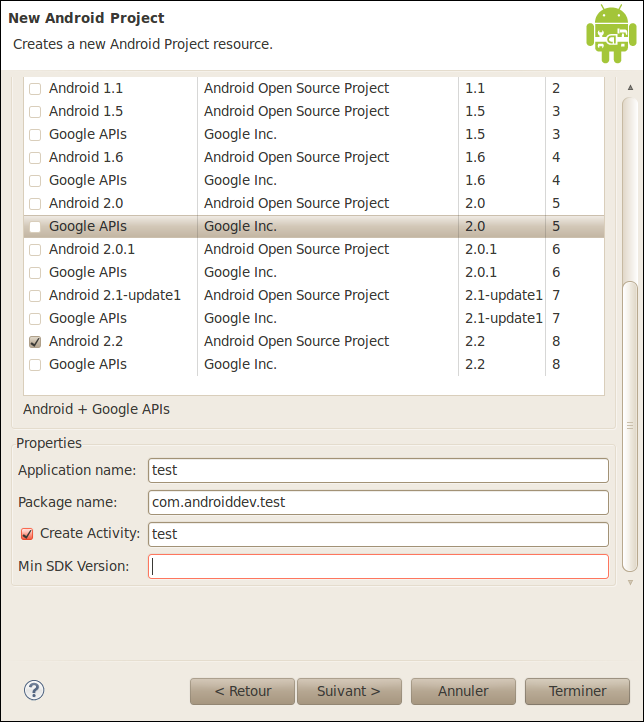 New Android Project
Creates a new Android Project resource.
Android 1.1 Android Open Source Project 1.1 2
Android 1.5 Android Open Source Project 1.5 3
Google APIs Google Inc. 1.5 3
Android 1.6 Android Open Source Project 1.6 4
Google APIs Google Inc. 1.6 4
Android 2.0 Android Open Source Project 2.0 5
Google APIs Google Inc. 2.0 5
Android 2.0.1 Android Open Source Project 2.0.1 6
Google APIs Google Inc. 2.0.1 6
Android 2.1-update1 Android Open Source Project 2.1-update1 7
Google APIs Google Inc. 2.1-update1 7
Android 2.2 Android Open Source Project 2.2 8
Google APIs Google Inc. 2.2 8
Android + Google APIs
Properties
Application name: test
Package name: com.androiddev.test
Create Activity: test
Min SDK Version:
? < Retour Suivant > Annuler Terminer